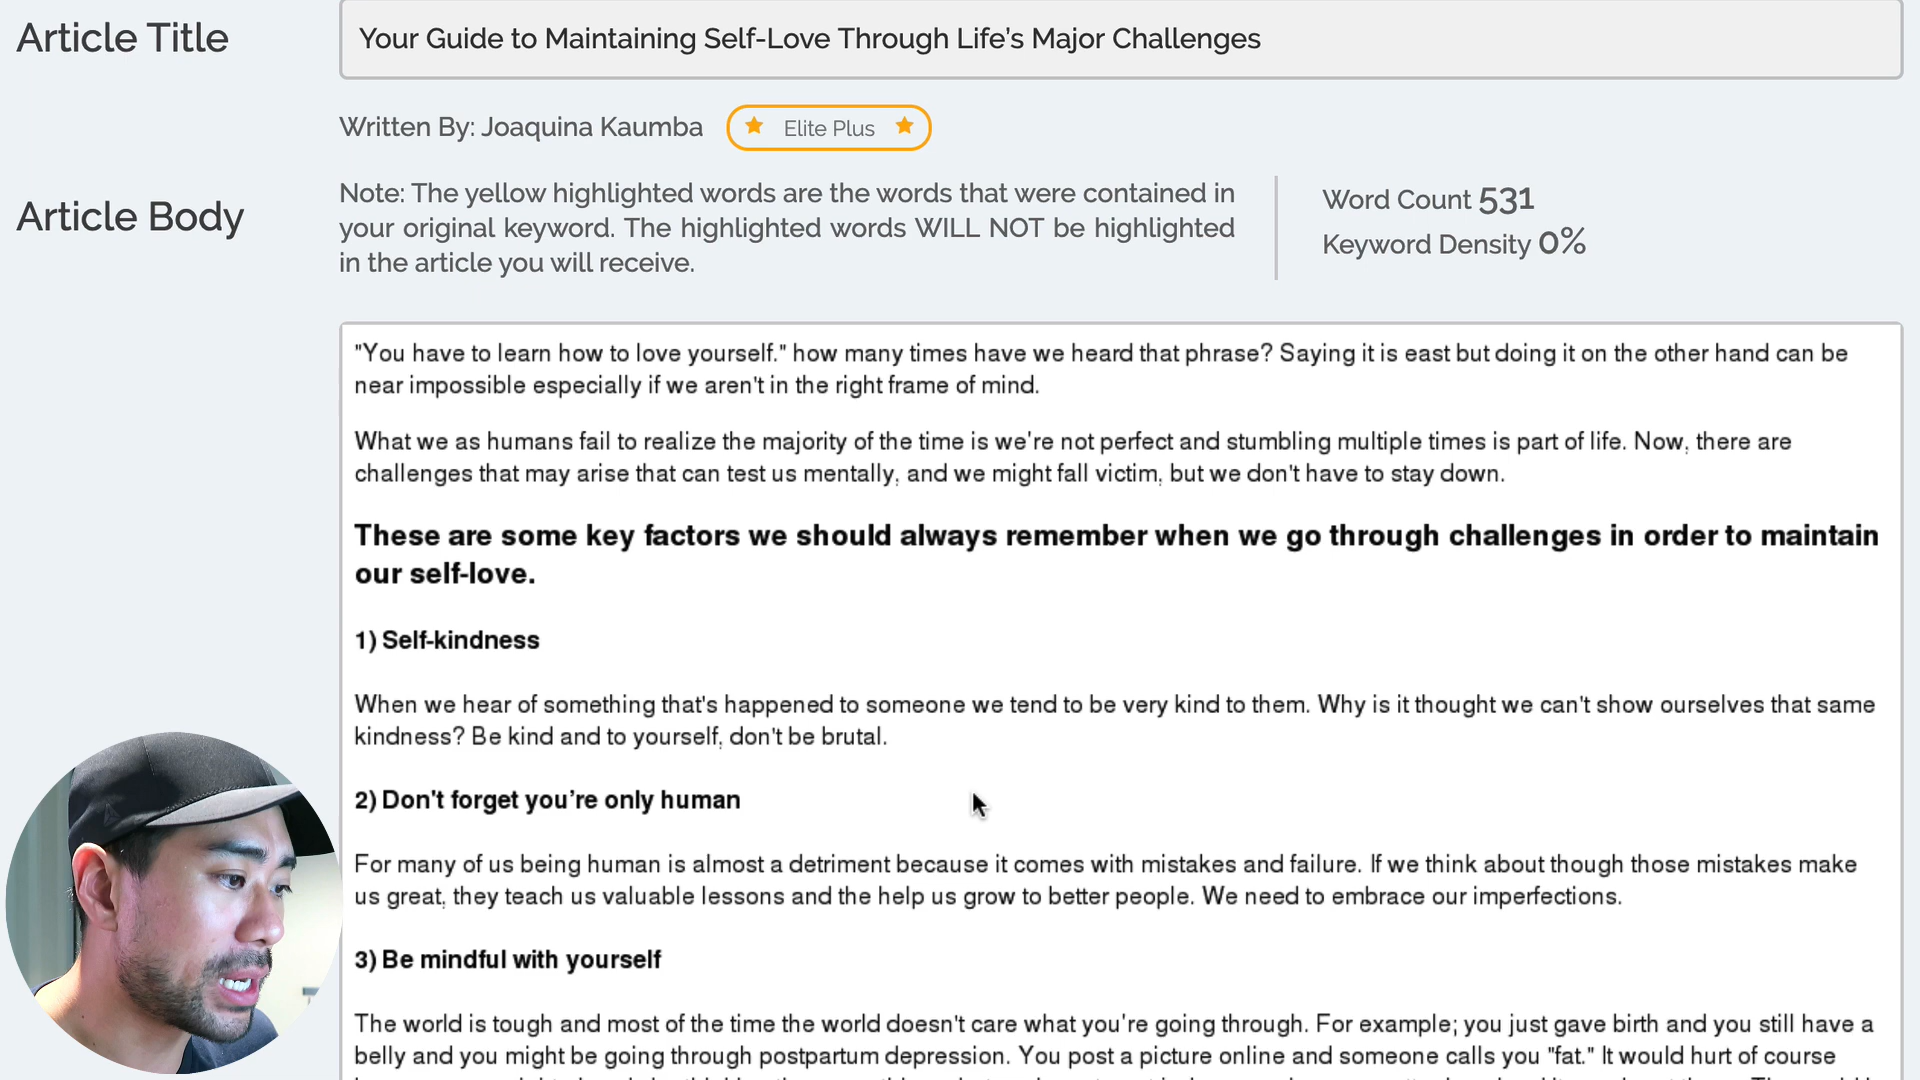 Article Title
Your Guide to Maintaining Self-Love Through Life’s Major Challenges
Written By: Joaquina Kaumba
Elite Plus
Article Body
Note: The yellow highlighted words are the words that were contained in
your original keyword. The highlighted words WILL NOT be highlighted
in the article you will receive.
Word Count 531
Keyword Density 0%
"You have to learn how to love yourself." how many times have we heard that phrase? Saying it is east but doing it on the other hand can be
near impossible especially if we aren't in the right frame of mind.
What we as humans fail to realize the majority of the time is we're not perfect and stumbling multiple times is part of life. Now, there are
challenges that may arise that can test us mentally, and we might fall victim, but we don't have to stay down.
These are some key factors we should always remember when we go through challenges in order to maintain
our self-love.
1) Self-kindness
When we hear of something that's happened to someone we tend to be very kind to them. Why is it thought we can't show ourselves that same
kindness? Be kind and to yourself, don't be brutal.
2) Don't forget you’re only human
For many of us being human is almost a detriment because it comes with mistakes and failure. If we think about though those mistakes make
us great, they teach us valuable lessons and the help us grow to better people. We need to embrace our imperfections.
3) Be mindful with yourself
The world is tough and most of the time the world doesn't care what you're going through. For example; you just gave birth and you still have a
belly and you might be going through postpartum depression. You post a picture online and someone calls you "fat." It would hurt of course